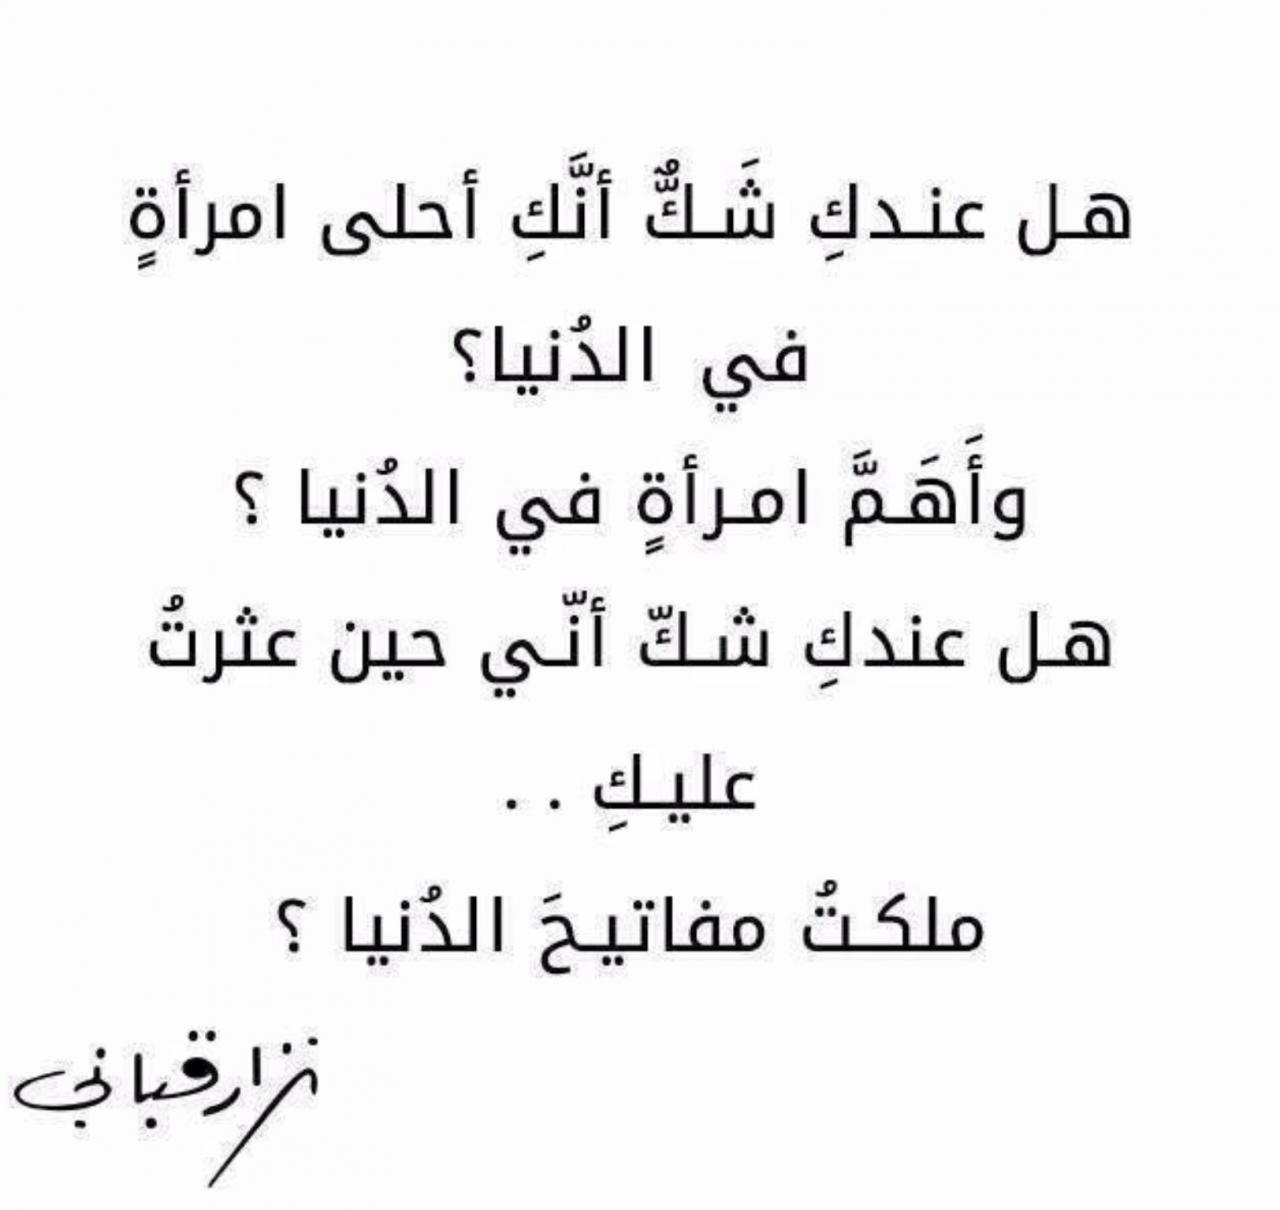 هل عندكِ شَكٌّ أنَّكِ أحلى امرأةٍ
في الدُنيا؟
وأَهَمَّ امرأةٍ في الدُنيا ؟
هل عندكِ شكّ أنّي حين عثرتُ
عليكِ . .
ملكتُ مفاتيحَ الدُنيا ؟
نزار قباني